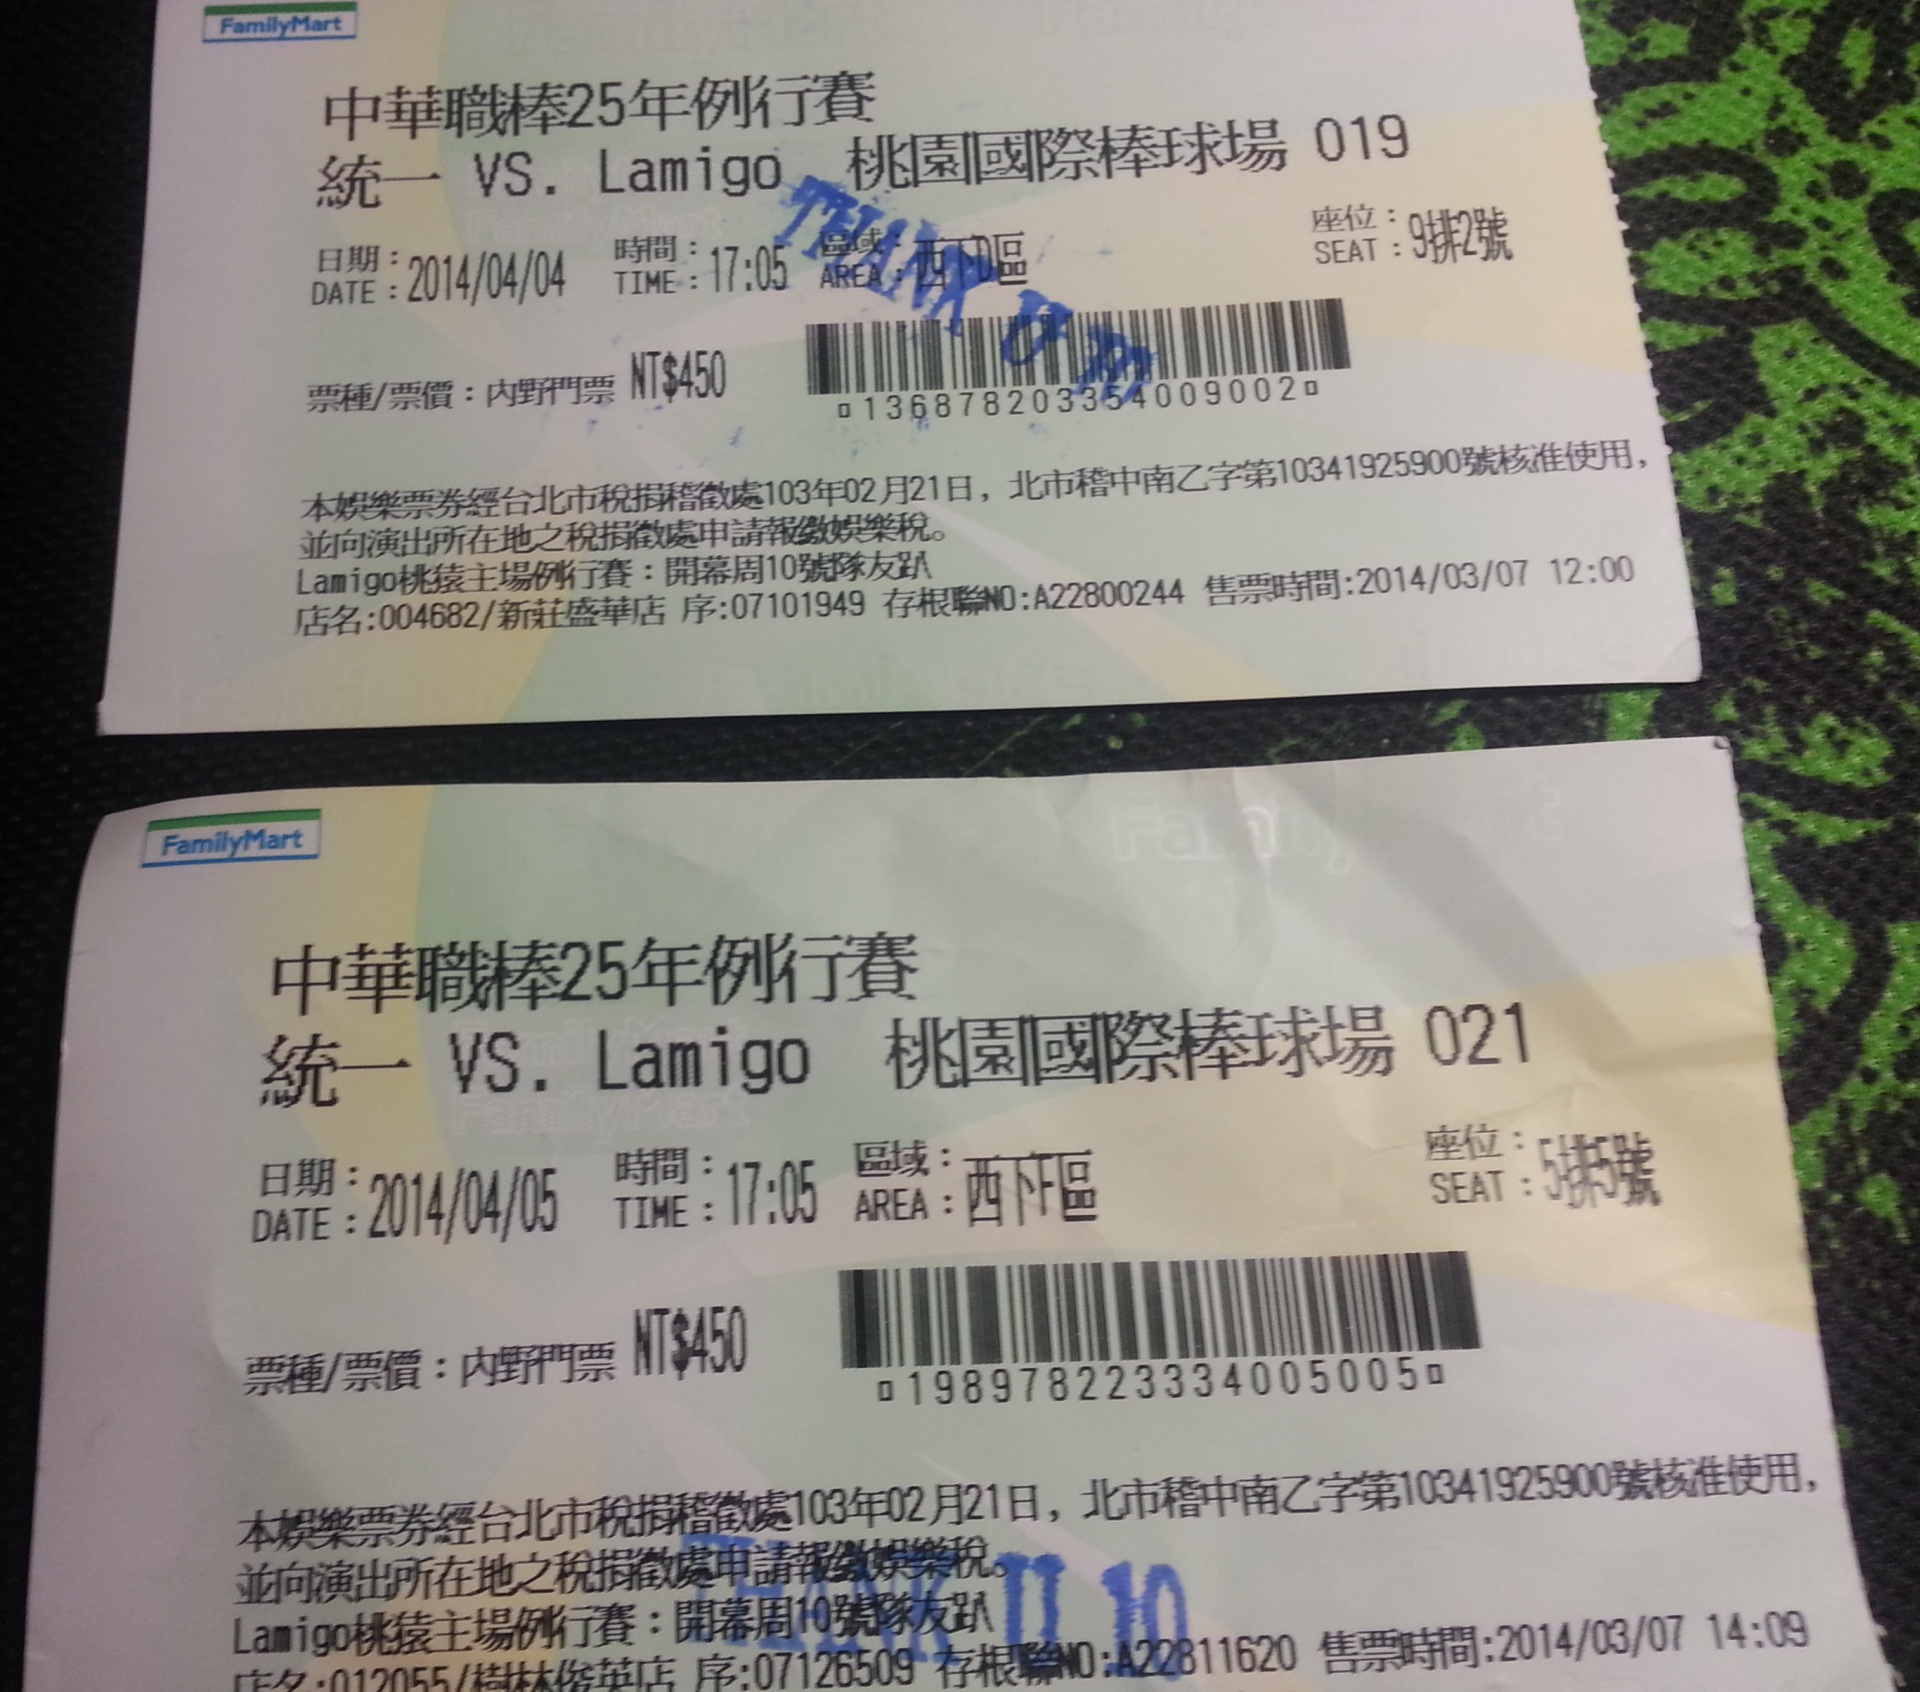 FamilyMart
中華職棒25年例行賽
統一 VS. Lamigo 桃園國際棒球場 019
日期：
DATE：2014/04/04
時間：
TIME：17:05
區域：
AREA：西下D區
座位：
SEAT：9排2號
票種/票價：內野門票 NT$450
136878203354009002
THANK U 10
本娛樂票券經台北市稅捐稽徵處103年02月21日，北市稽中南乙字第10341925900號核准使用，
並向演出所在地之稅捐徵處申請報繳娛樂稅。
Lamigo桃猿主場例行賽：開幕周10號隊友趴
店名:004682/新莊盛華店 序:07101949 存根聯NO:A22800244 售票時間:2014/03/07 12:00
FamilyMart
中華職棒25年例行賽
統一 VS. Lamigo 桃園國際棒球場 021
日期：
DATE：2014/04/05
時間：
TIME：17:05
區域：
AREA：西下F區
座位：
SEAT：5排5號
票種/票價：內野門票 NT$450
198978223334005005
本娛樂票券經台北市稅捐稽徵處103年02月21日，北市稽中南乙字第10341925900號核准使用，
並向演出所在地之稅捐徵處申請報繳娛樂稅。
THANK U 10
Lamigo桃猿主場例行賽：開幕周10號隊友趴
店名:012055/樹林俊英店 序:07126509 存根聯NO:A22811620 售票時間:2014/03/07 14:09